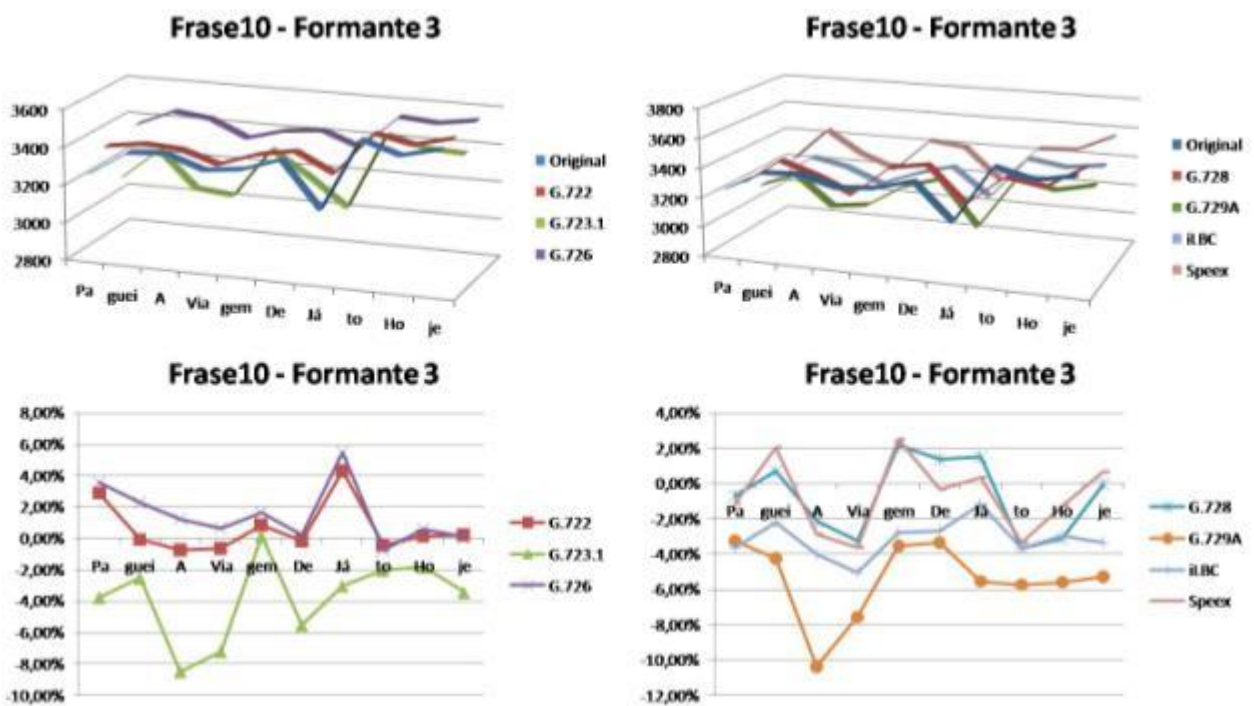 Frase10 - Formante 3
3600
3400
3200
3000
2800
Pa guei A Via gem De Já to Ho je
Original
G.722
G.723.1
G.726
Frase10 - Formante 3
3800
3600
3400
3200
3000
2800
Pa guei A Via gem De Já to Ho je
Original
G.728
G.729A
iLBC
Speex
Frase10 - Formante 3
8,00%
6,00%
4,00%
2,00%
0,00%
-2,00%
-4,00%
-6,00%
-8,00%
-10,00%
Pa guei A Via gem De Já to Ho je
G.722
G.723.1
G.726
Frase10 - Formante 3
4,00%
2,00%
0,00%
-2,00%
-4,00%
-6,00%
-8,00%
-10,00%
-12,00%
Pa guei A Via gem De Já to Ho je
G.728
G.729A
iLBC
Speex